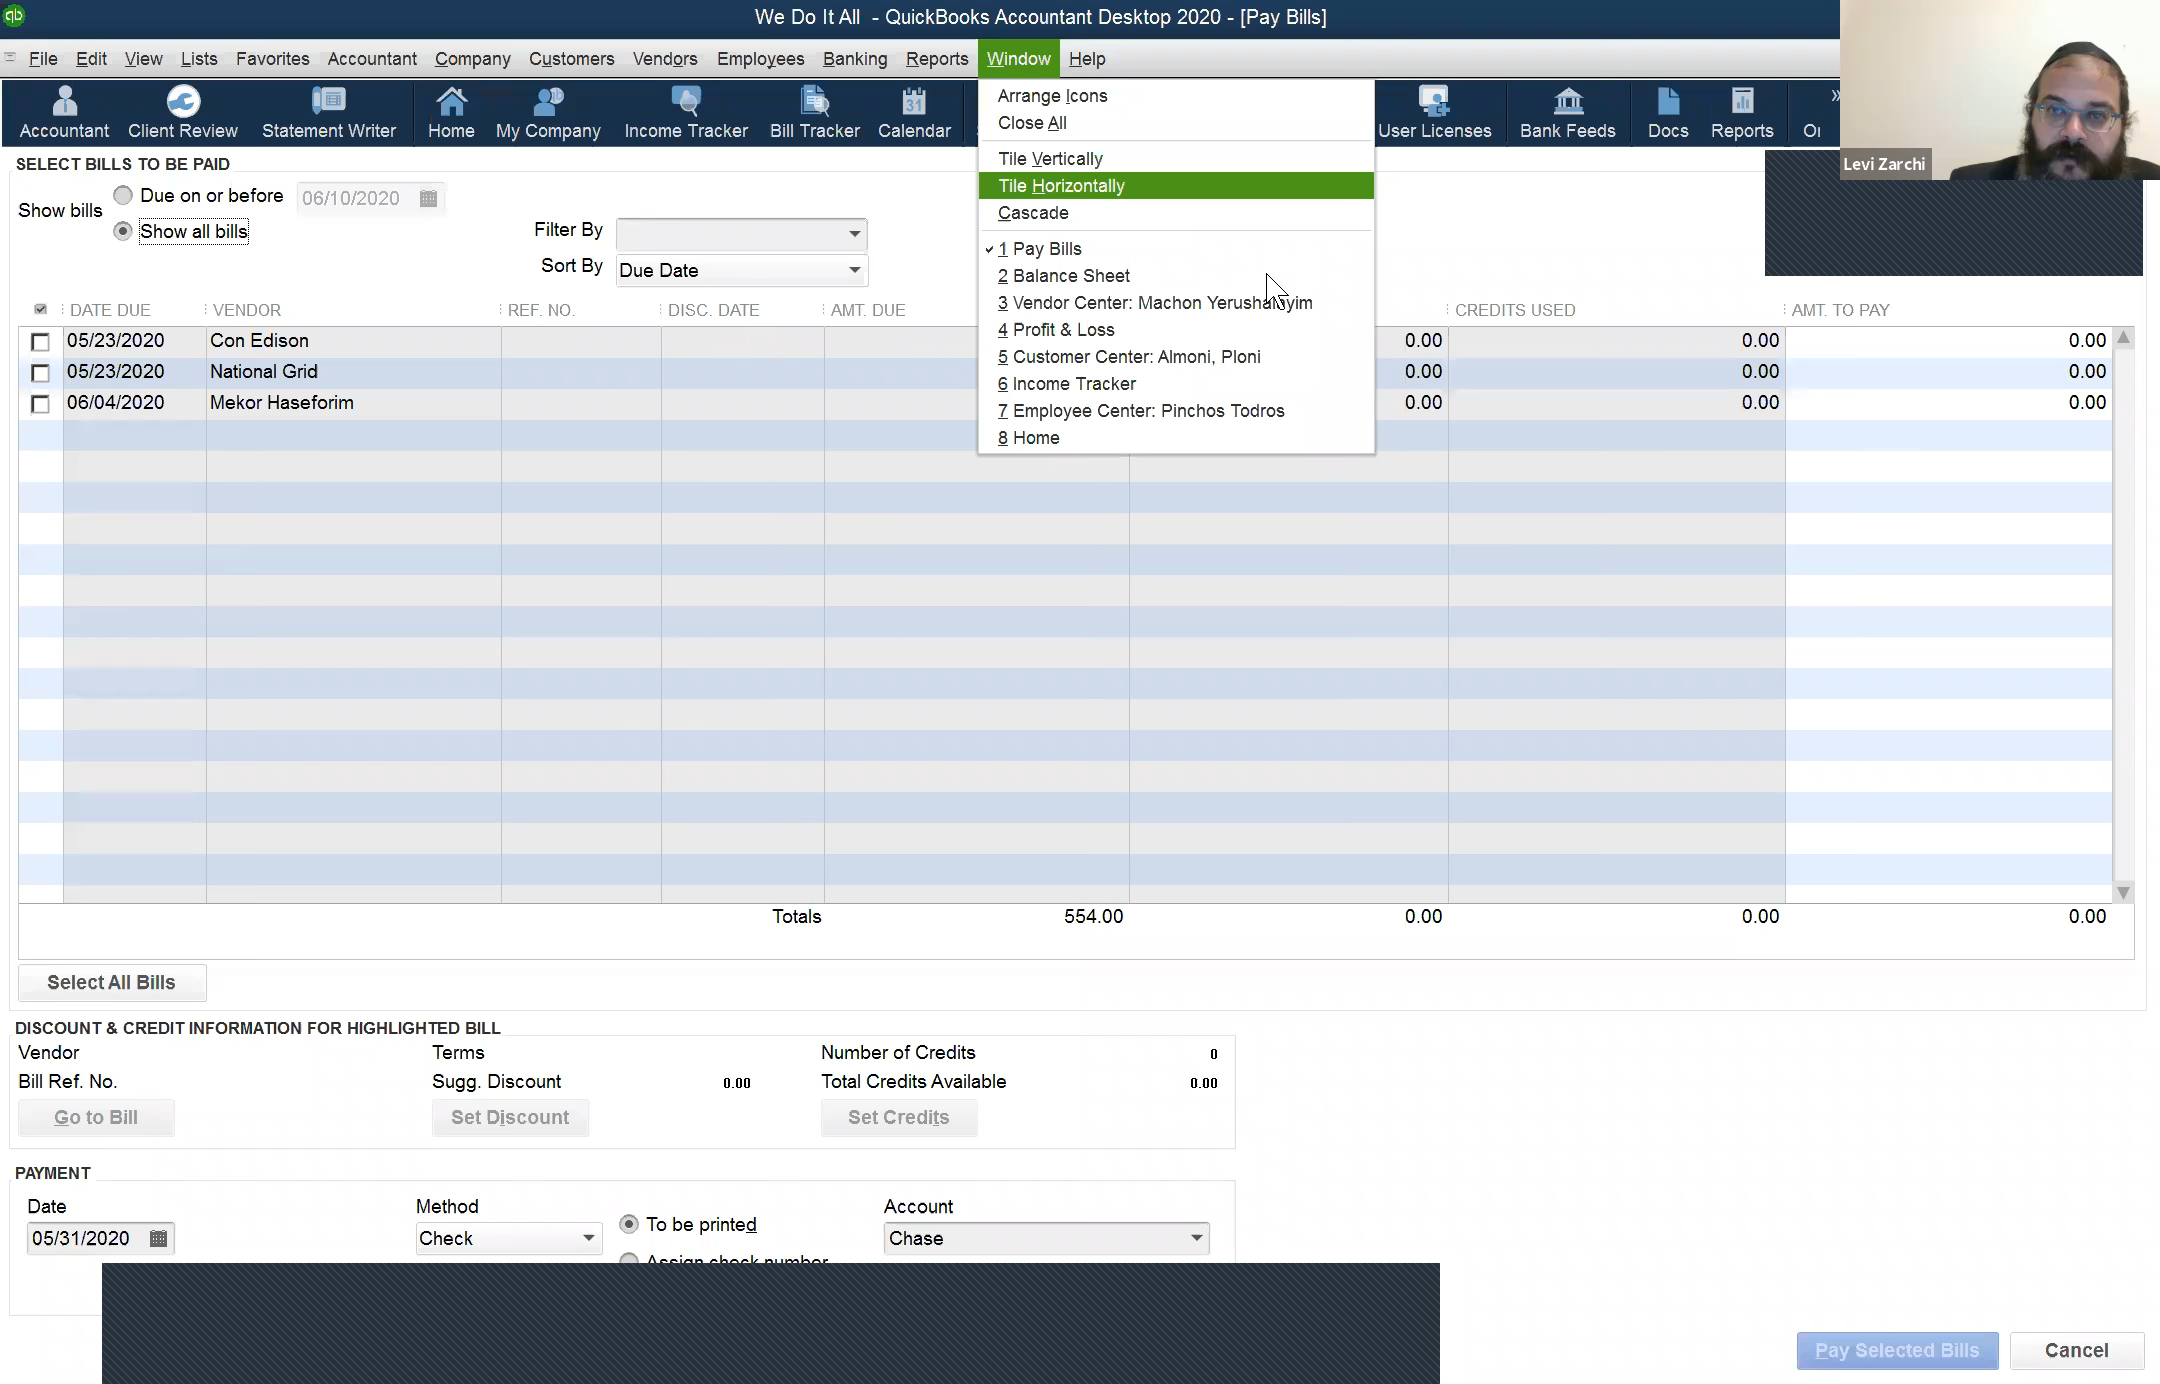 qb
We Do It All - QuickBooks Accountant Desktop 2020 - [Pay Bills]
File Edit View Lists Favorites Accountant Company Customers Vendors Employees Banking Reports Window Help
Accountant Client Review Statement Writer Home My Company Income Tracker Bill Tracker Calendar User Licenses Bank Feeds Docs Reports
31
Levi Zarchi
Arrange Icons
Close All
Tile Vertically
Tile Horizontally
Cascade
1 Pay Bills
2 Balance Sheet
3 Vendor Center: Machon
4 Profit & Loss
5 Customer Center: Almoni, Ploni
6 Income Tracker
7 Employee Center: Pinchos Todros
8 Home
SELECT BILLS TO BE PAID
Show bills
Due on or before 06/10/2020
Show all bills
Filter By
Sort By Due Date
DATE DUE VENDOR REF. NO. DISC. DATE AMT. DUE CREDITS USED AMT. TO PAY
05/23/2020 Con Edison 0.00 0.00 0.00
05/23/2020 National Grid 0.00 0.00 0.00
06/04/2020 Mekor Haseforim 0.00 0.00 0.00
Totals 554.00 0.00 0.00 0.00
Select All Bills
DISCOUNT & CREDIT INFORMATION FOR HIGHLIGHTED BILL
Vendor Terms Number of Credits 0
Bill Ref. No. Sugg. Discount 0.00 Total Credits Available 0.00
Go to Bill Set Discount Set Credits
PAYMENT
Date Method Account
05/31/2020 Check To be printed Chase
Assign check number
Pay Selected Bills Cancel